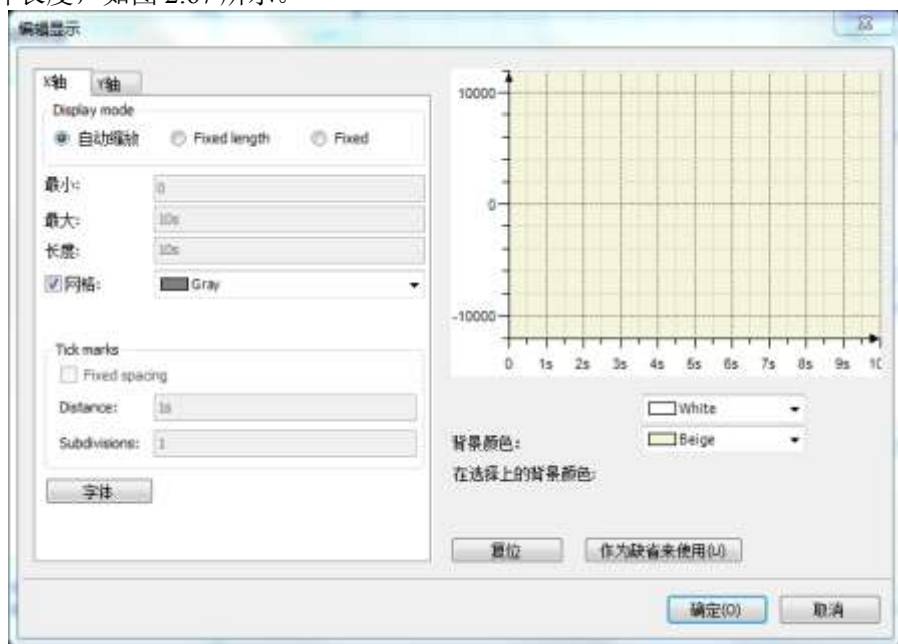 长度，如图 2.67 所示。
编辑显示
X轴 Y轴
Display mode
自动缩放 Fixed length Fixed
最小: 0
最大: 10s
长度: 10s
网格: Gray
Tick marks
Fixed spacing
Distance: 1s
Subdivisions: 1
字体
10000
0
-10000
0 1s 2s 3s 4s 5s 6s 7s 8s 9s 10
White
背景颜色: Beige
在选择上的背景颜色:
复位 作为缺省来使用(U)
确定(O) 取消